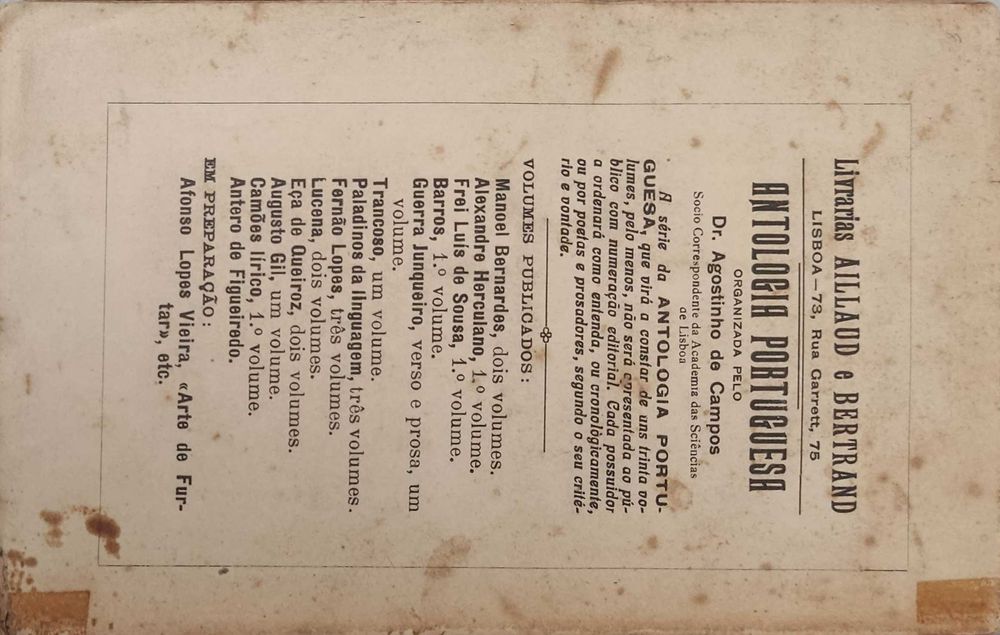 Livrarias AILLAUD e BERTRAND
LISBOA — 73, Rua Garrett, 75
ANTOLOGIA PORTUGUESA
ORGANIZADA PELO
Dr. Agostinho de Campos
Socio Correspondente da Academia das Sciências
de Lisboa
A série da ANTOLOGIA PORTU-
GUESA, que virá a constar de uns trinta vo-
lumes, pelo menos, não será apresentada ao pú-
blico com numeração editorial. Cada possuidor
a ordenará como entenda, ou cronològicamente,
ou por poetas e prosadores, segundo o seu crité-
rio e vontade.
VOLUMES PUBLICADOS:
Manoel Bernardes, dois volumes.
Alexandre Herculano, 1.º volume.
Frei Luís de Sousa, 1.º volume.
Barros, 1.º volume.
Guerra Junqueiro, verso e prosa, um
volume.
Trancoso, um volume.
Paladinos da linguagem, três volumes.
Fernão Lopes, três volumes.
Lucena, dois volumes.
Eça de Queiroz, dois volumes.
Augusto Gil, um volume.
Camões lírico, 1.º volume.
Antero de Figueiredo.
EM PREPARAÇÃO:
Afonso Lopes Vieira, «Arte de Fur-
tar», etc.